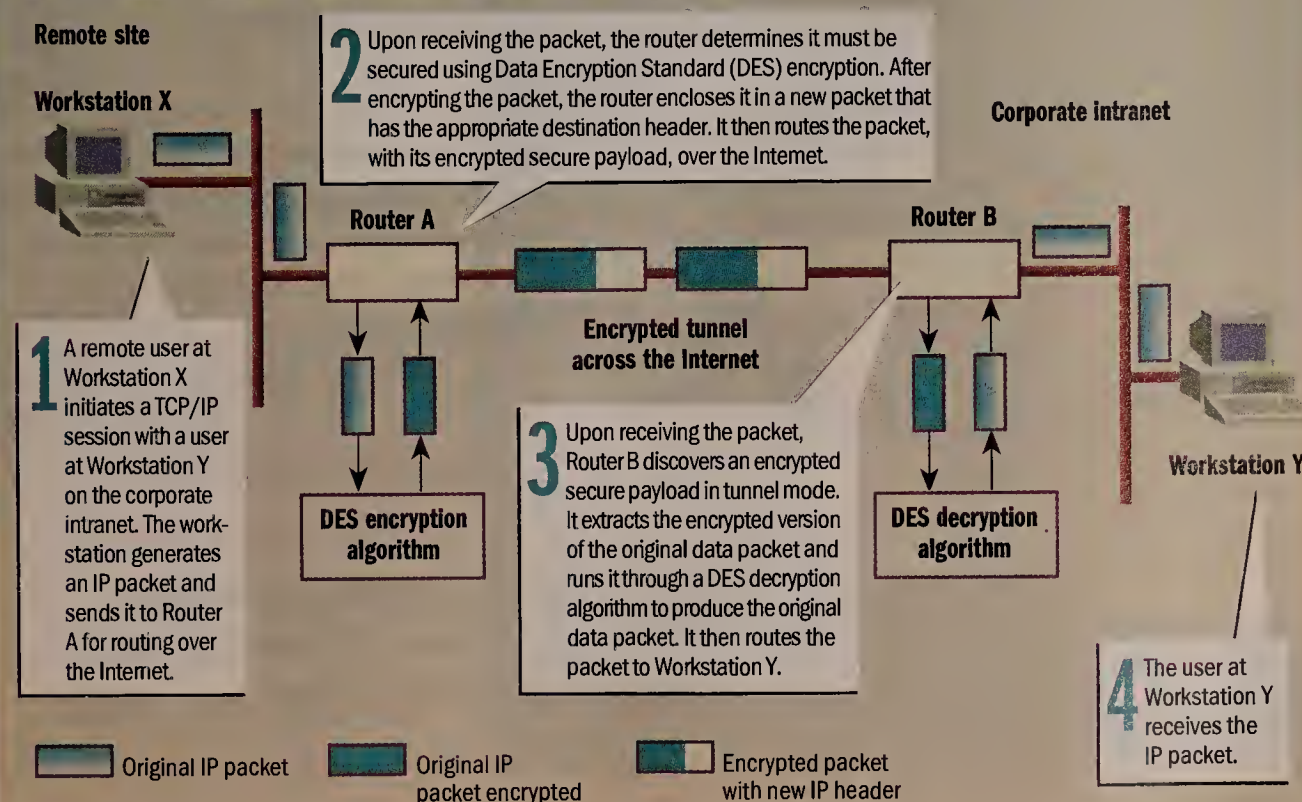 Remote site
Workstation X
2 Upon receiving the packet, the router determines it must be
secured using Data Encryption Standard (DES) encryption. After
encrypting the packet, the router encloses it in a new packet that
has the appropriate destination header. It then routes the packet,
with its encrypted secure payload, over the Internet.
Corporate intranet
Router A
Router B
Encrypted tunnel
across the Internet
1 A remote user at
Workstation X
initiates a TCP/IP
session with a user
at Workstation Y
on the corporate
intranet. The work-
station generates
an IP packet and
sends it to Router
A for routing over
the Internet.
DES encryption
algorithm
3 Upon receiving the packet,
Router B discovers an encrypted
secure payload in tunnel mode.
It extracts the encrypted version
of the original data packet and
runs it through a DES decryption
algorithm to produce the original
data packet. It then routes the
packet to Workstation Y.
DES decryption
algorithm
Workstation Y
4 The user at
Workstation Y
receives the
IP packet.
Original IP packet
Original IP
packet encrypted
Encrypted packet
with new IP header